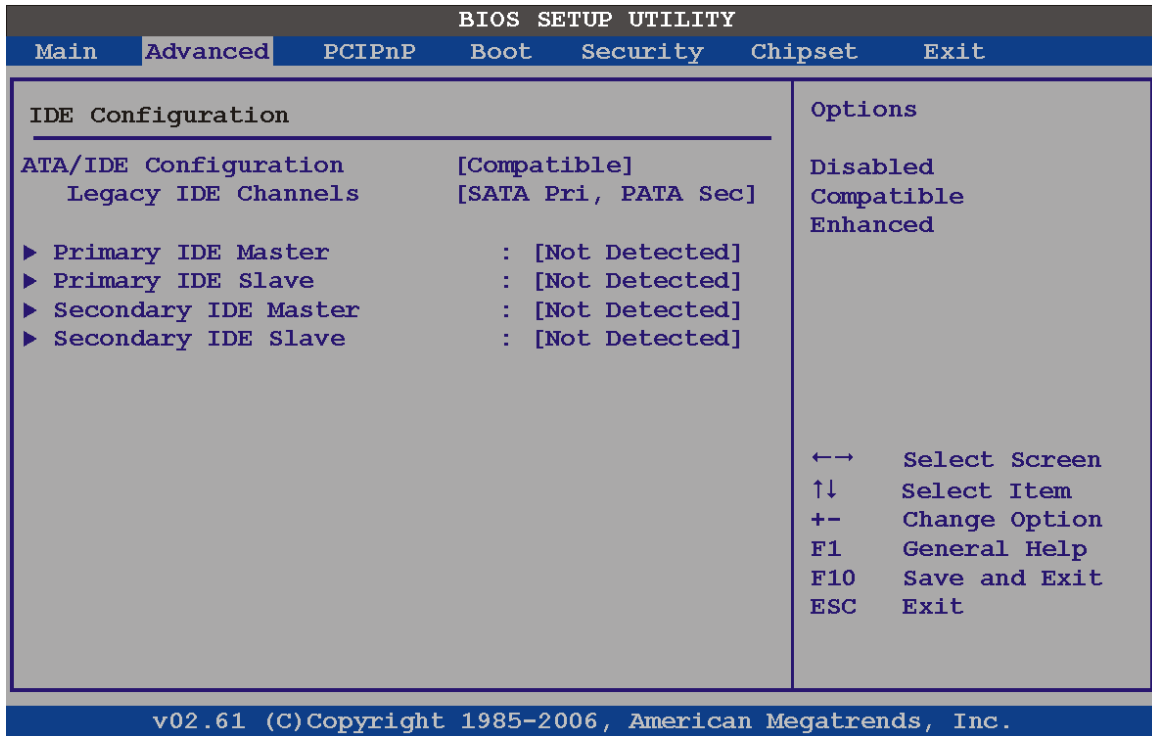 BIOS SETUP UTILITY
Main Advanced PCIPnP Boot Security Chipset Exit
IDE Configuration
ATA/IDE Configuration [Compatible]
Legacy IDE Channels [SATA Pri, PATA Sec]
▶ Primary IDE Master : [Not Detected]
▶ Primary IDE Slave : [Not Detected]
▶ Secondary IDE Master : [Not Detected]
▶ Secondary IDE Slave : [Not Detected]
Options
Disabled
Compatible
Enhanced
←→ Select Screen
↑↓ Select Item
+- Change Option
F1 General Help
F10 Save and Exit
ESC Exit
v02.61 (C)Copyright 1985-2006, American Megatrends, Inc.